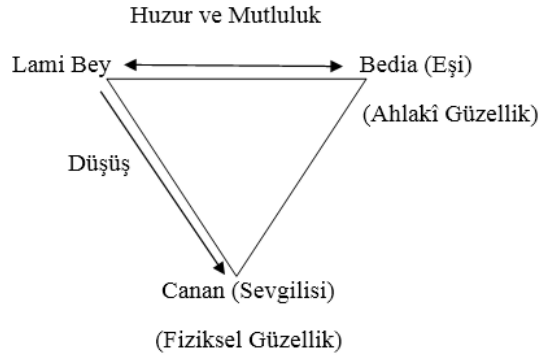 Huzur ve Mutluluk
Lami Bey
Bedia (Eşi)
(Ahlakî Güzellik)
Düşüş
Canan (Sevgilisi)
(Fiziksel Güzellik)